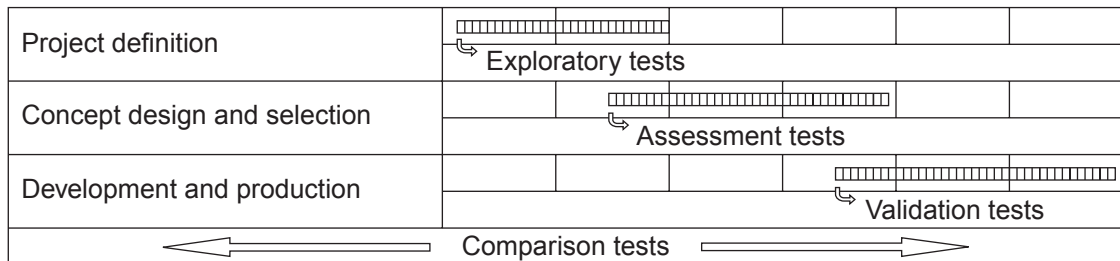 Project definition
Exploratory tests
Concept design and selection
Assessment tests
Development and production
Validation tests
Comparison tests